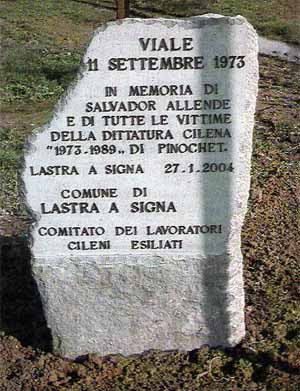 VIALE
11 SETTEMBRE 1973
IN MEMORIA DI
SALVADOR ALLENDE
E DI TUTTE LE VITTIME
DELLA DITTATURA CILENA
"1973-1989„ DI PINOCHET.
LASTRA A SIGNA 27.1.2004
COMUNE DI
LASTRA A SIGNA
COMITATO DEI LAVORATORI
CILENI ESILIATI